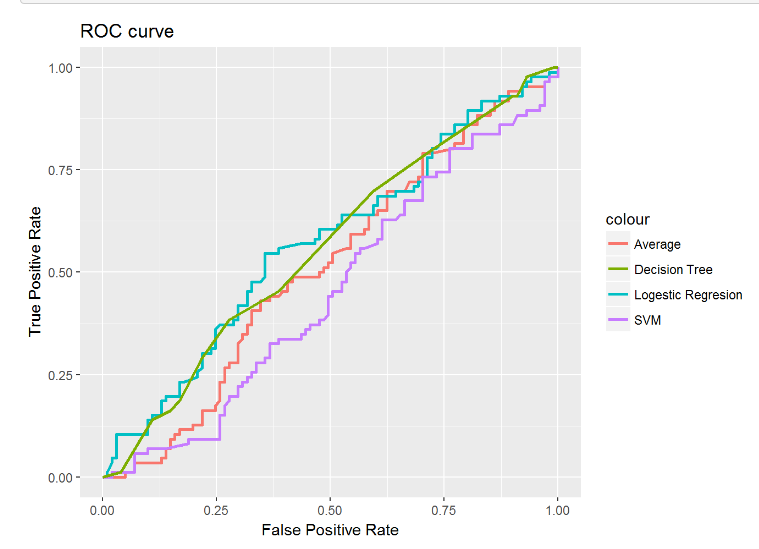 ROC curve
1.00
0.75
0.50
0.25
0.00
True Positive Rate
0.00 0.25 0.50 0.75 1.00
False Positive Rate
colour
Average
Decision Tree
Logestic Regresion
SVM